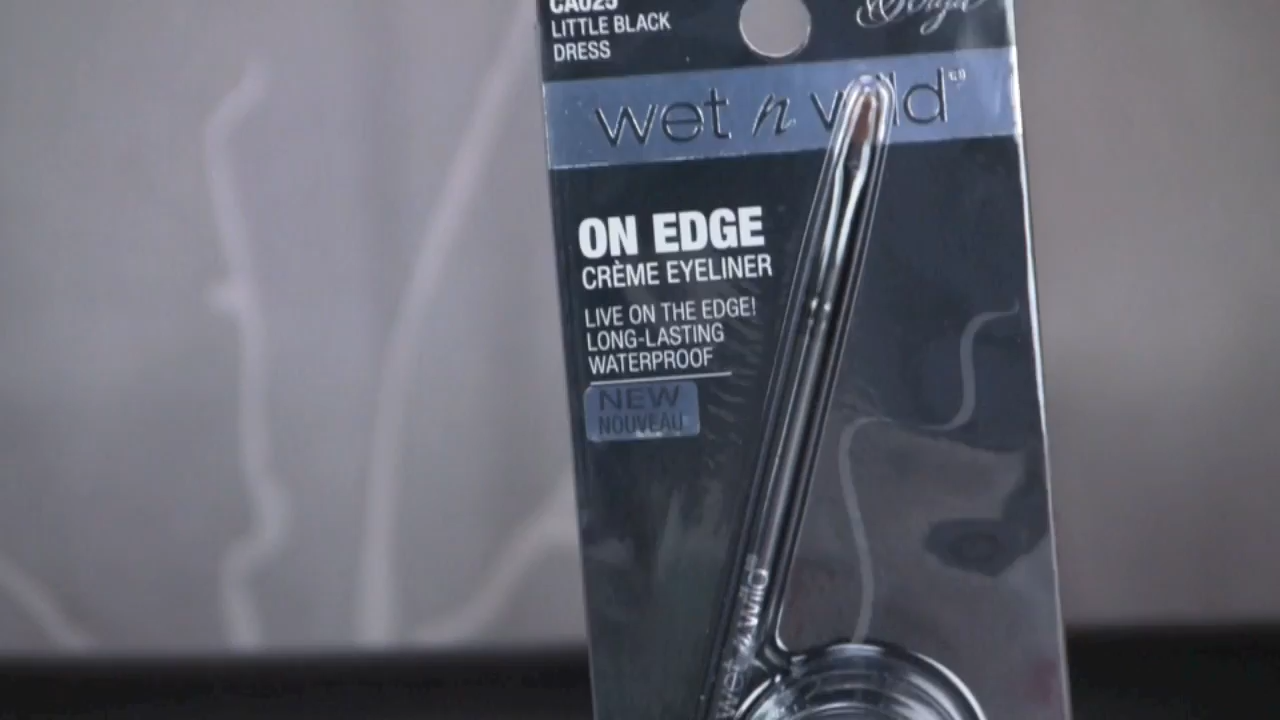 CA025
LITTLE BLACK
DRESS
wet n wild
ON EDGE
CRÈME EYELINER
LIVE ON THE EDGE!
LONG-LASTING
WATERPROOF
NEW
NOUVEAU
wet n wild